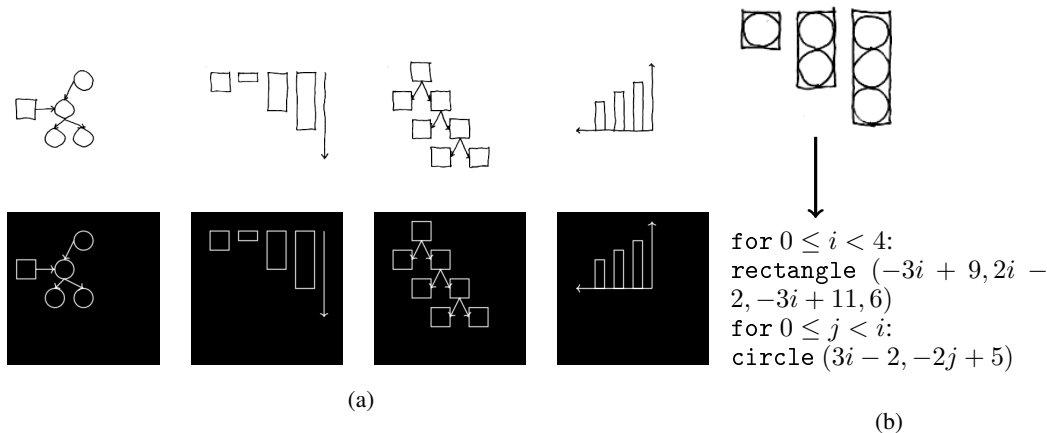 for 0 ≤ i < 4:
rectangle (−3i + 9, 2i −
2, −3i + 11, 6)
for 0 ≤ j < i:
circle (3i − 2, −2j + 5)
(a)
(b)